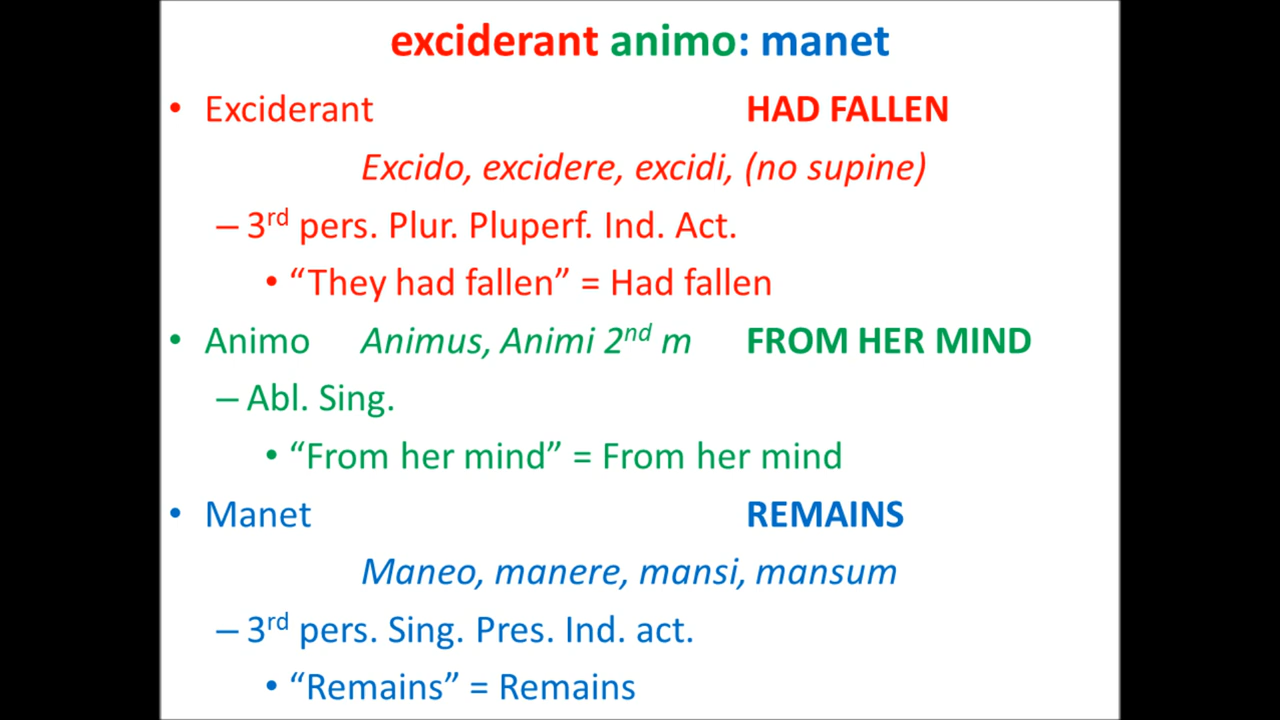 exciderant animo: manet
• Exciderant HAD FALLEN
Excido, excidere, excidi, (no supine)
– 3rd pers. Plur. Pluperf. Ind. Act.
• “They had fallen” = Had fallen
• Animo Animus, Animi 2nd m FROM HER MIND
– Abl. Sing.
• “From her mind” = From her mind
• Manet REMAINS
Maneo, manere, mansi, mansum
– 3rd pers. Sing. Pres. Ind. act.
• “Remains” = Remains